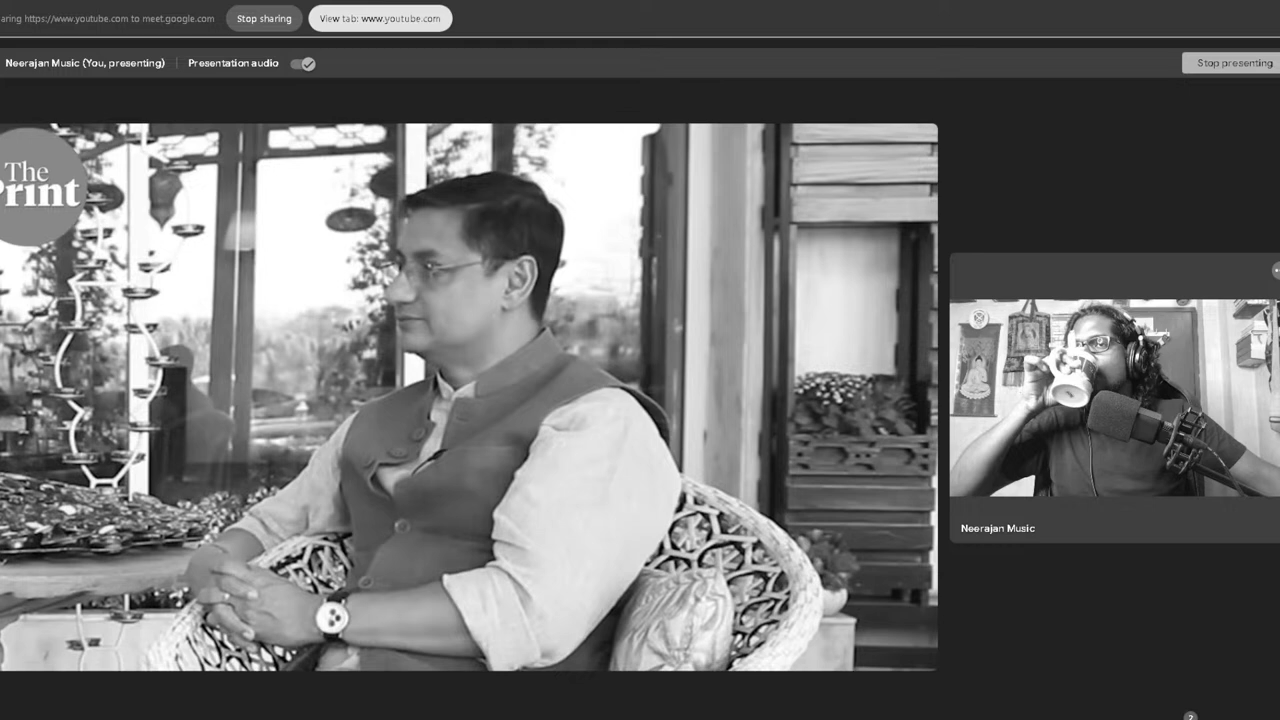 aring https://www.youtube.com to meet.google.com
Stop sharing
View tab: www.youtube.com
Neerajan Music (You, presenting)
Presentation audio
Stop presenting
The
Print
Neerajan Music